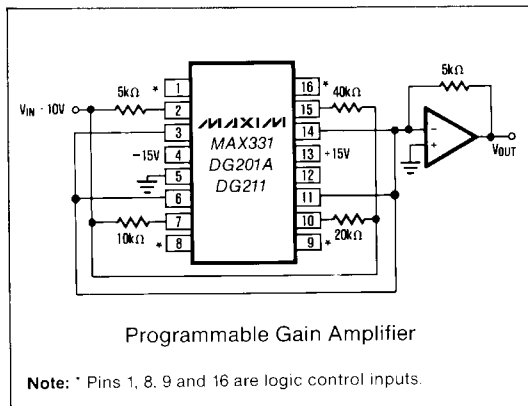 5kΩ
* 1
16 *
40kΩ
5kΩ
VIN - 10V
2
15
MAXIM
3
14
MAX331
-15V
4
13
+15V
DG201A
VOUT
5
12
DG211
6
11
7
10
10kΩ
20kΩ
* 8
9 *
-
+
Programmable Gain Amplifier
Note: * Pins 1, 8, 9 and 16 are logic control inputs.